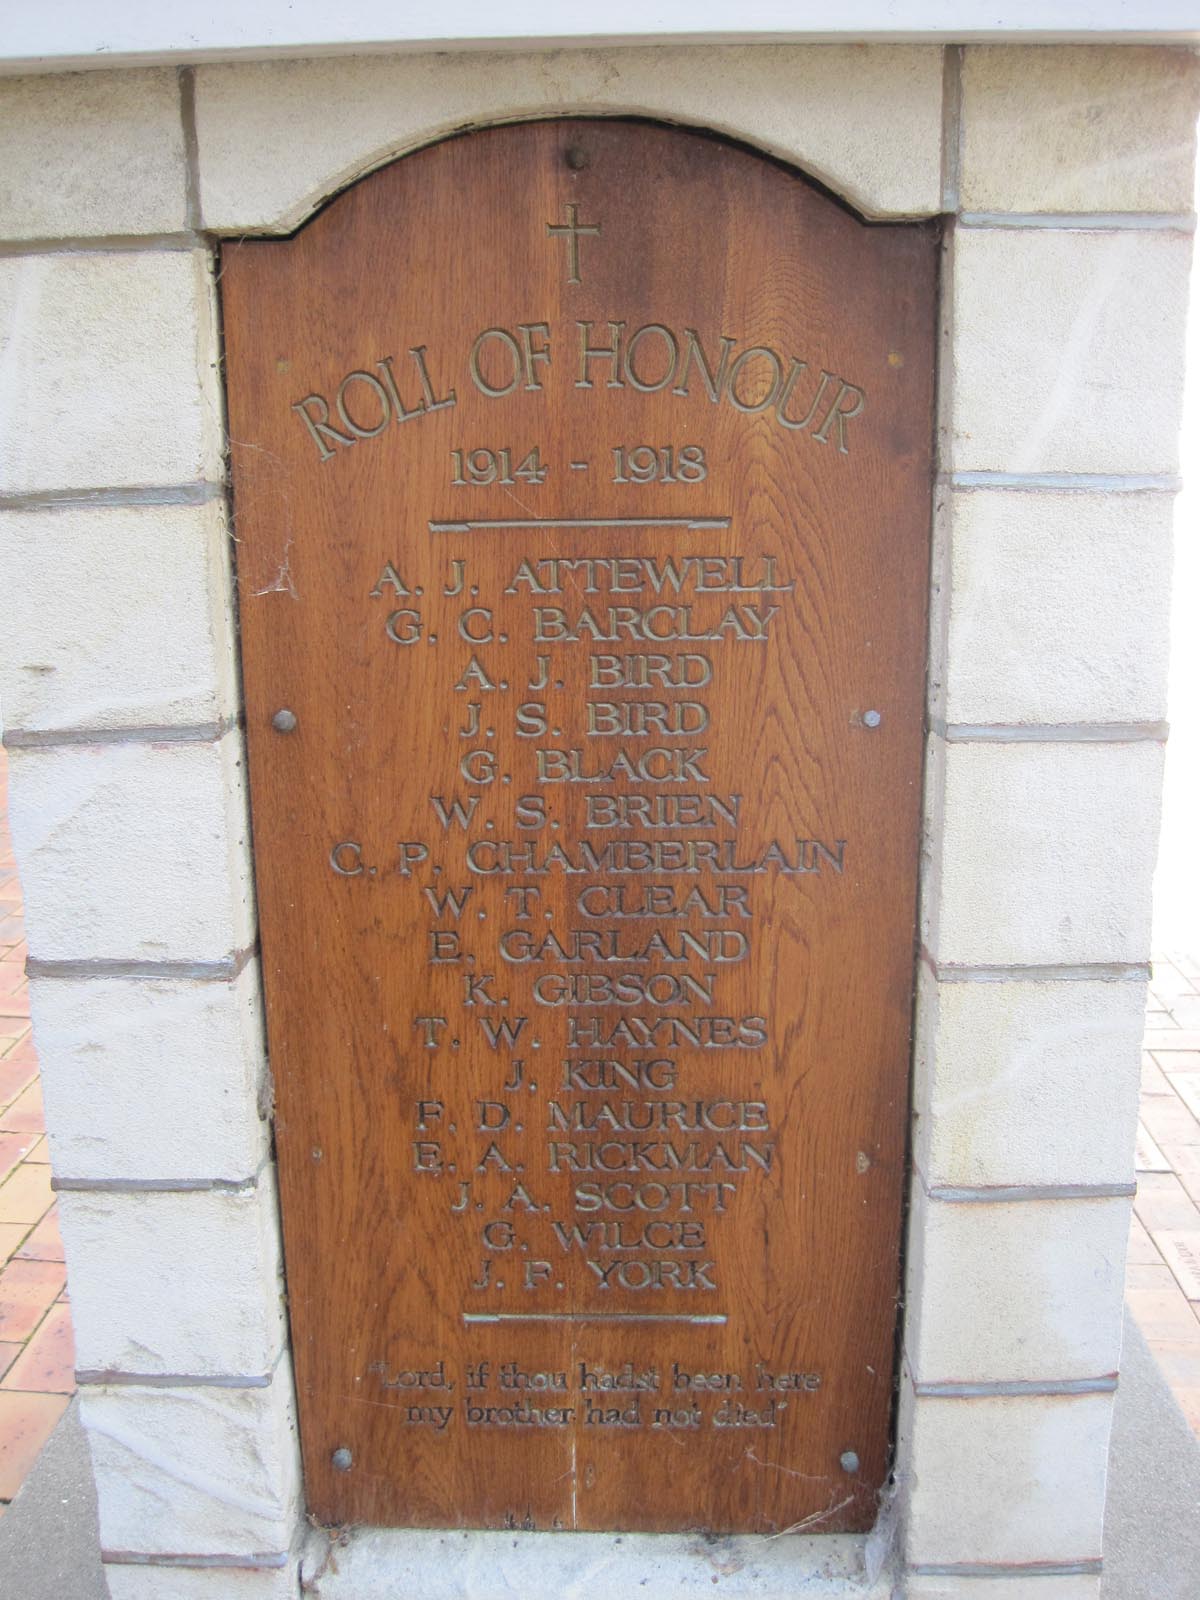 ROLL OF HONOUR
1914 - 1918
A. J. ATTEWELL
G. C. BARCLAY
A. J. BIRD
J. S. BIRD
G. BLACK
W. S. BRIEN
C. P. CHAMBERLAIN
W. T. CLEAR
E. GARLAND
K. GIBSON
T. W. HAYNES
J. KING
F. D. MAURICE
E. A. RICKMAN
J. A. SCOTT
G. WILCE
J. F. YORK
"Lord, if thou hadst been here
my brother had not died"